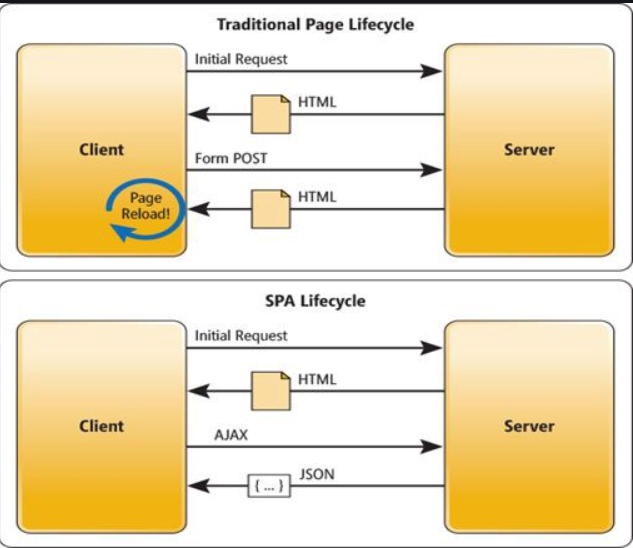 Traditional Page Lifecycle
Initial Request
HTML
Client
Server
Form POST
Page
Reload!
HTML
SPA Lifecycle
Initial Request
HTML
Client
Server
AJAX
JSON
{ ... }